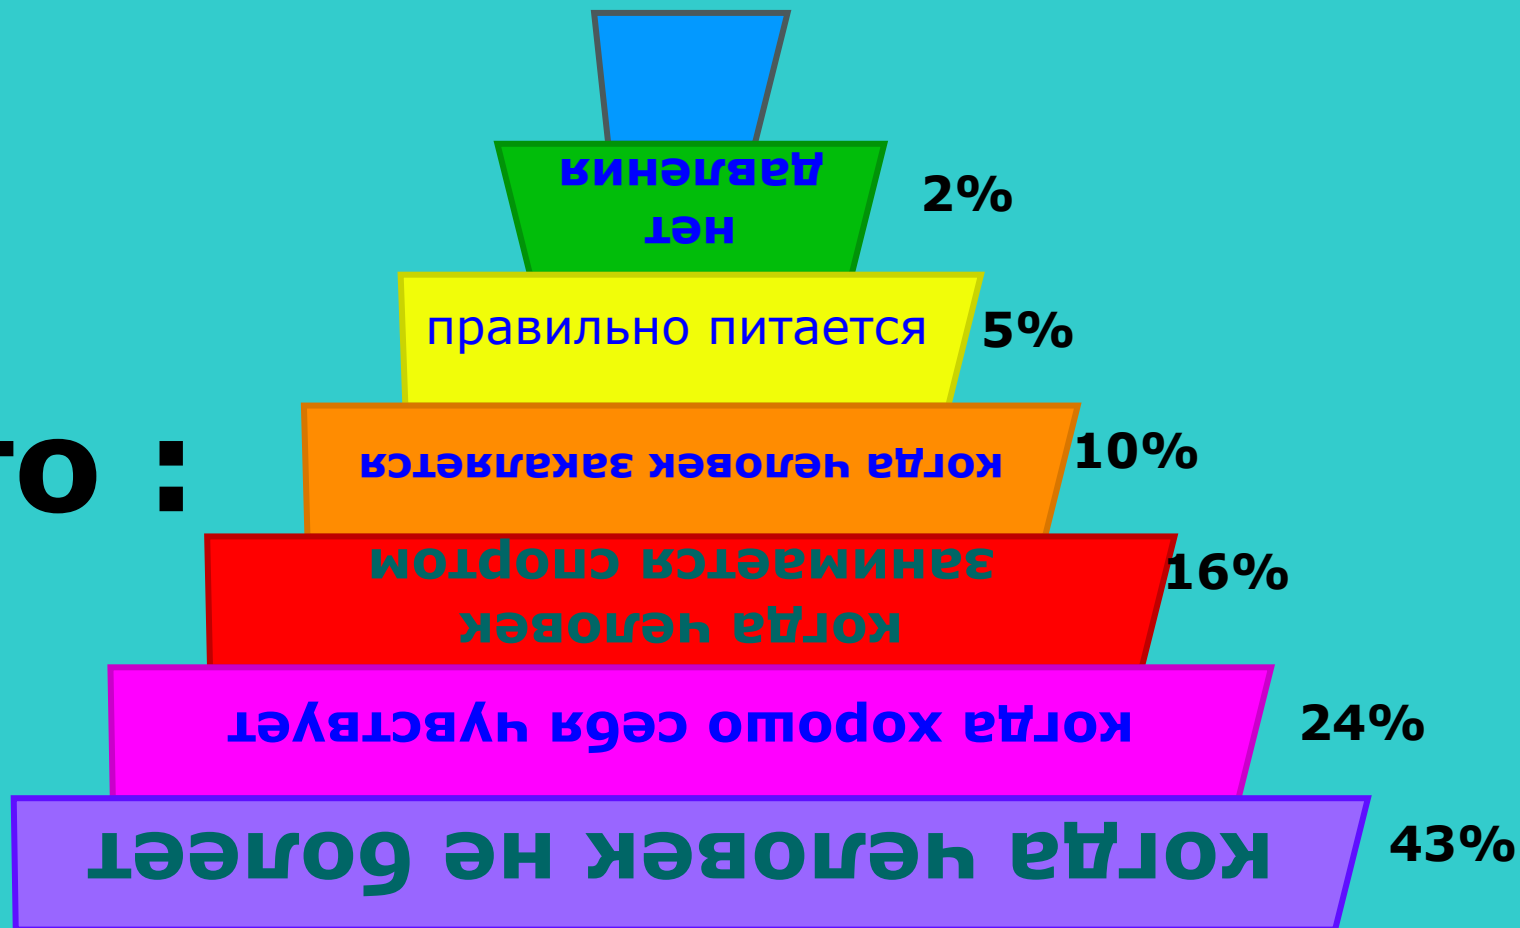 нет
давления
2%
правильно питается
5%
когда человек закаляется
10%
о :
когда человек
занимается спортом
16%
когда хорошо себя чувствует
24%
когда человек не болеет
43%